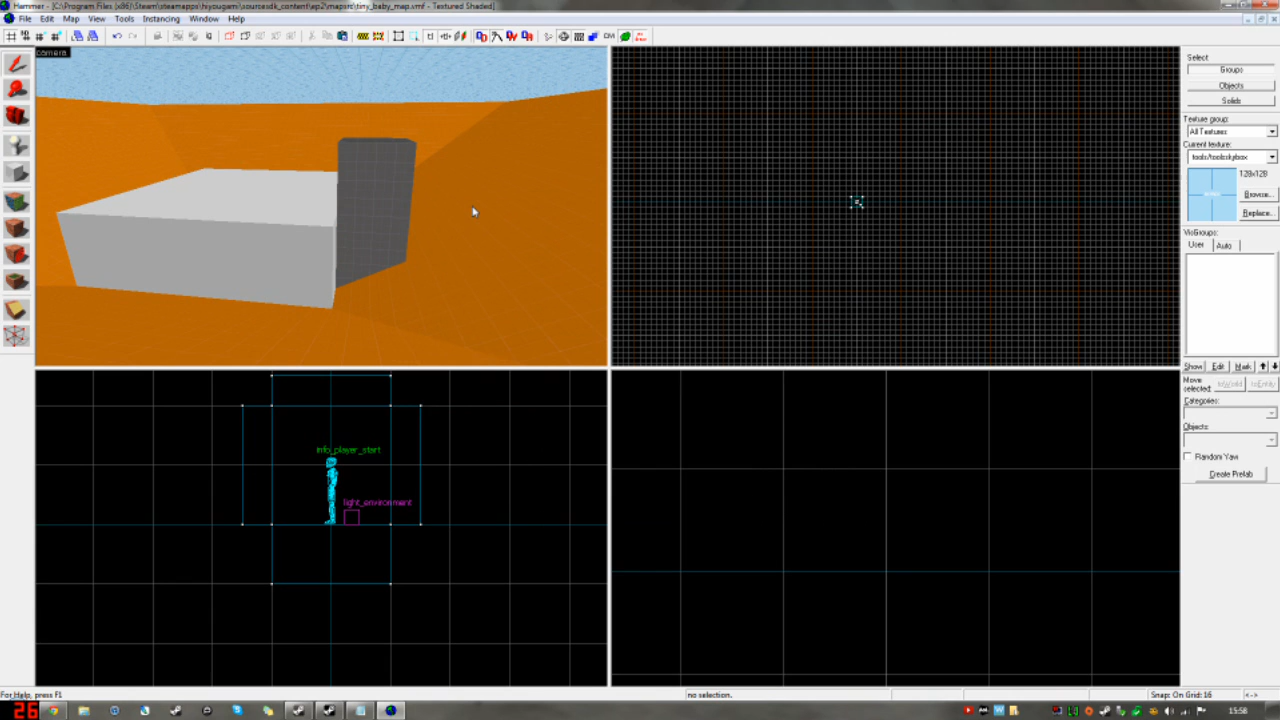 Hammer - [C:\Program Files (x86)\Steam\steamapps\hiyougami\sourcesdk_content\ep2\mapsrc\tiny_baby_map.vmf - Textured Shaded]
File Edit Map View Tools Instancing Window Help
camera
info_player_start
light_environment
Select:
Groups
Objects
Solids
Texture group:
All Textures
Current texture:
tools/toolsskybox
128x128
Browse...
Replace...
VisGroups:
User Auto
Show Edit Mark
Move selected:
toWorld toEntity
Categories:
Objects:
Random Yaw
Create Prefab
For Help, press F1
no selection.
Snap: On Grid: 16
<->
26
15:58